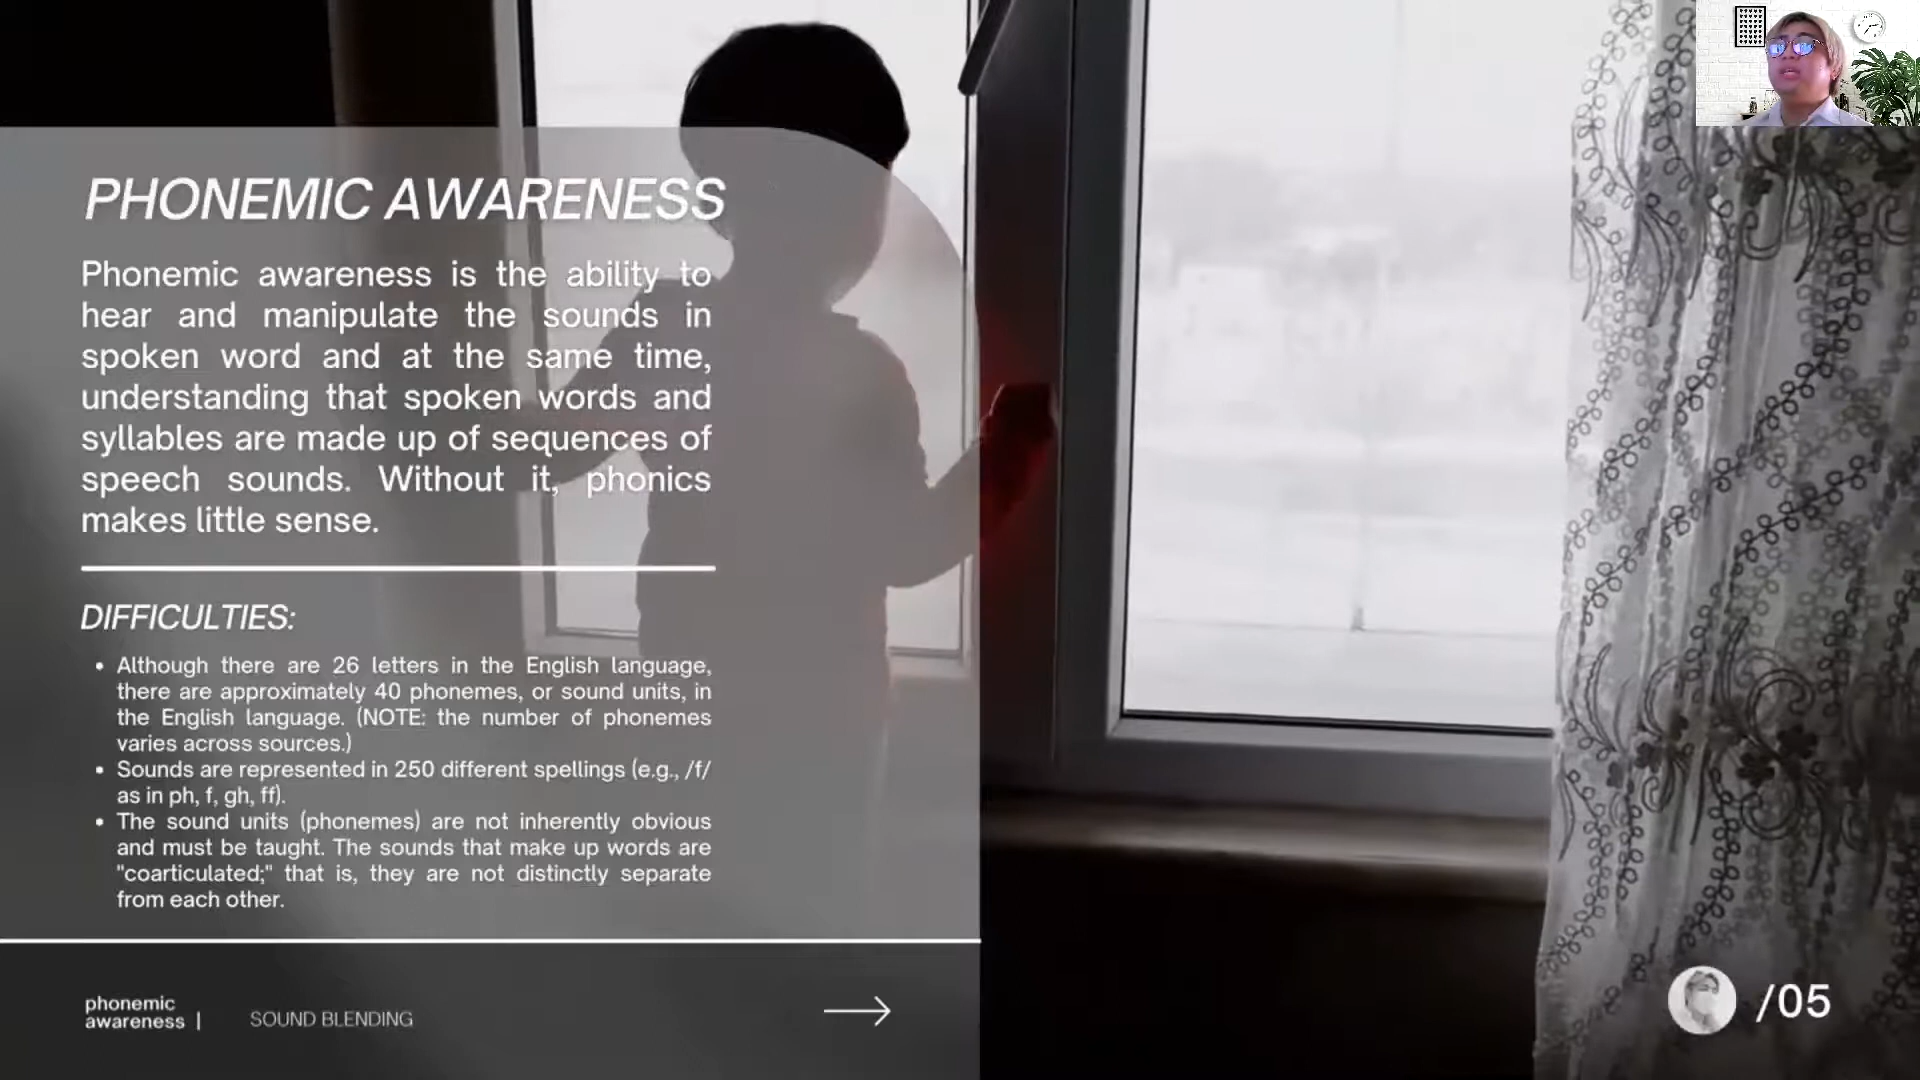 PHONEMIC AWARENESS
Phonemic awareness is the ability to
hear and manipulate the sounds in
spoken word and at the same time,
understanding that spoken words and
syllables are made up of sequences of
speech sounds. Without it, phonics
makes little sense.
DIFFICULTIES:
• Although there are 26 letters in the English language,
there are approximately 40 phonemes, or sound units, in
the English language. (NOTE: the number of phonemes
varies across sources.)
• Sounds are represented in 250 different spellings (e.g., /f/
as in ph, f, gh, ff).
• The sound units (phonemes) are not inherently obvious
and must be taught. The sounds that make up words are
"coarticulated;" that is, they are not distinctly separate
from each other.
phonemic
awareness |
SOUND BLENDING
/05